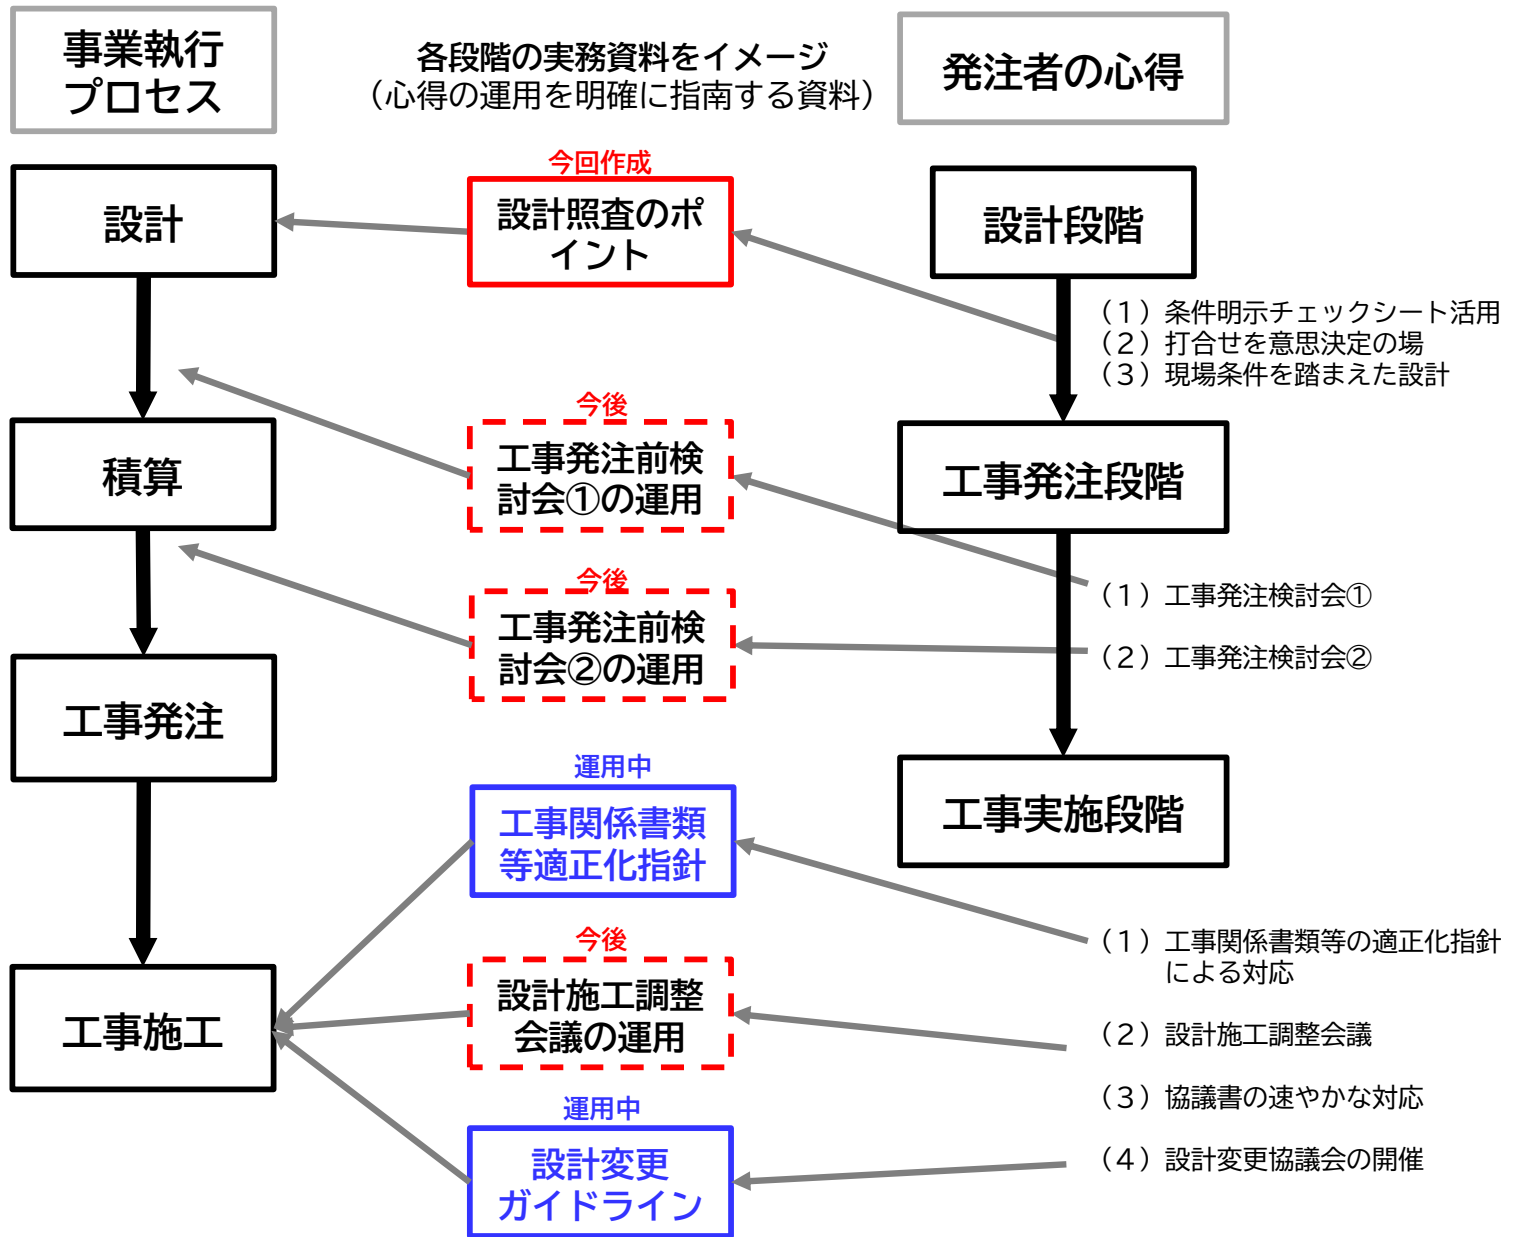 事業執行
プロセス
各段階の実務資料をイメージ
（心得の運用を明確に指南する資料）
発注者の心得
設計
今回作成
設計照査のポ
イント
設計段階
（１）条件明示チェックシート活用
（２）打合せを意思決定の場
（３）現場条件を踏まえた設計
積算
今後
工事発注前検
討会①の運用
工事発注段階
今後
工事発注前検
討会②の運用
（１）工事発注検討会①
（２）工事発注検討会②
工事発注
運用中
工事関係書類
等適正化指針
工事実施段階
（１）工事関係書類等の適正化指針
による対応
工事施工
今後
設計施工調整
会議の運用
（２）設計施工調整会議
（３）協議書の速やかな対応
運用中
設計変更
ガイドライン
（４）設計変更協議会の開催